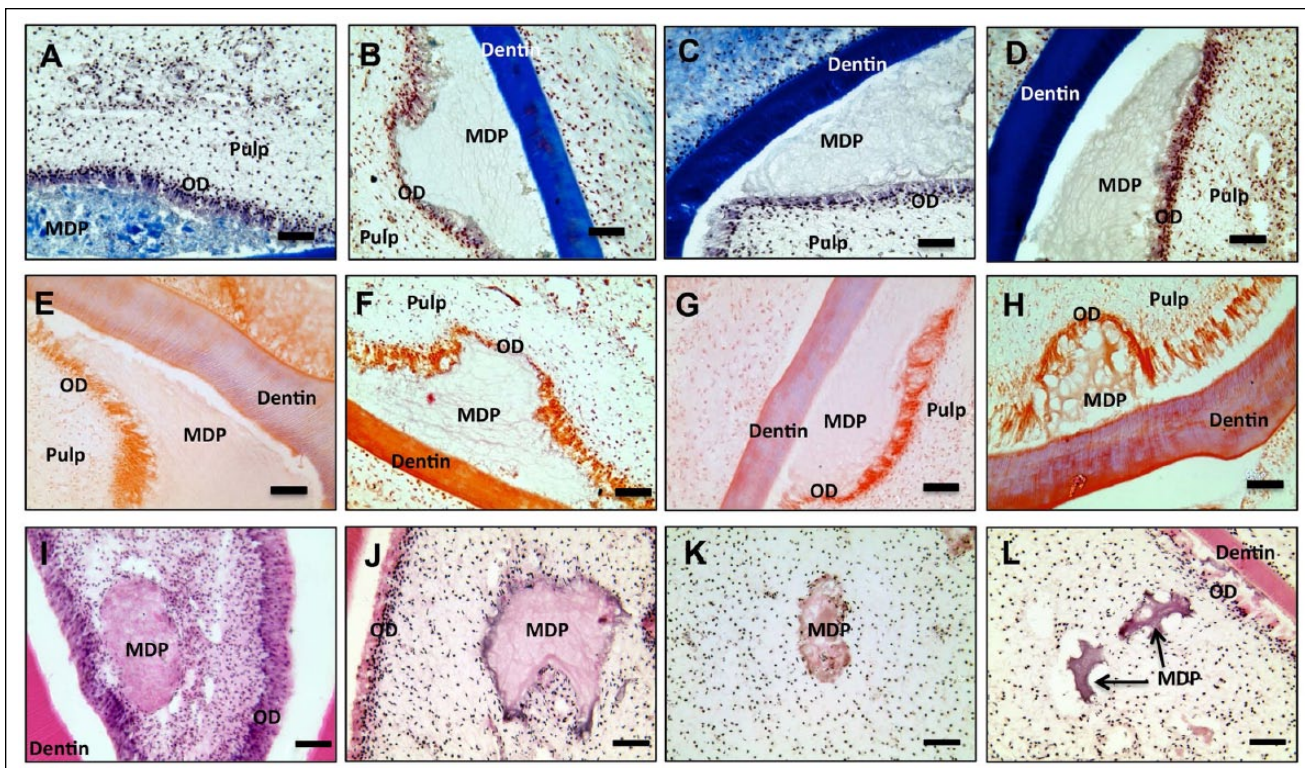 A
Pulp
OD
MDP
B
Dentin
MDP
OD
Pulp
C
Dentin
MDP
OD
Pulp
D
Dentin
MDP
OD
Pulp
E
OD
Dentin
MDP
Pulp
F
Pulp
OD
MDP
Dentin
G
Dentin
MDP
Pulp
OD
H
Pulp
OD
MDP
Dentin
I
MDP
OD
Dentin
J
MDP
OD
K
MDP
L
Dentin
OD
MDP